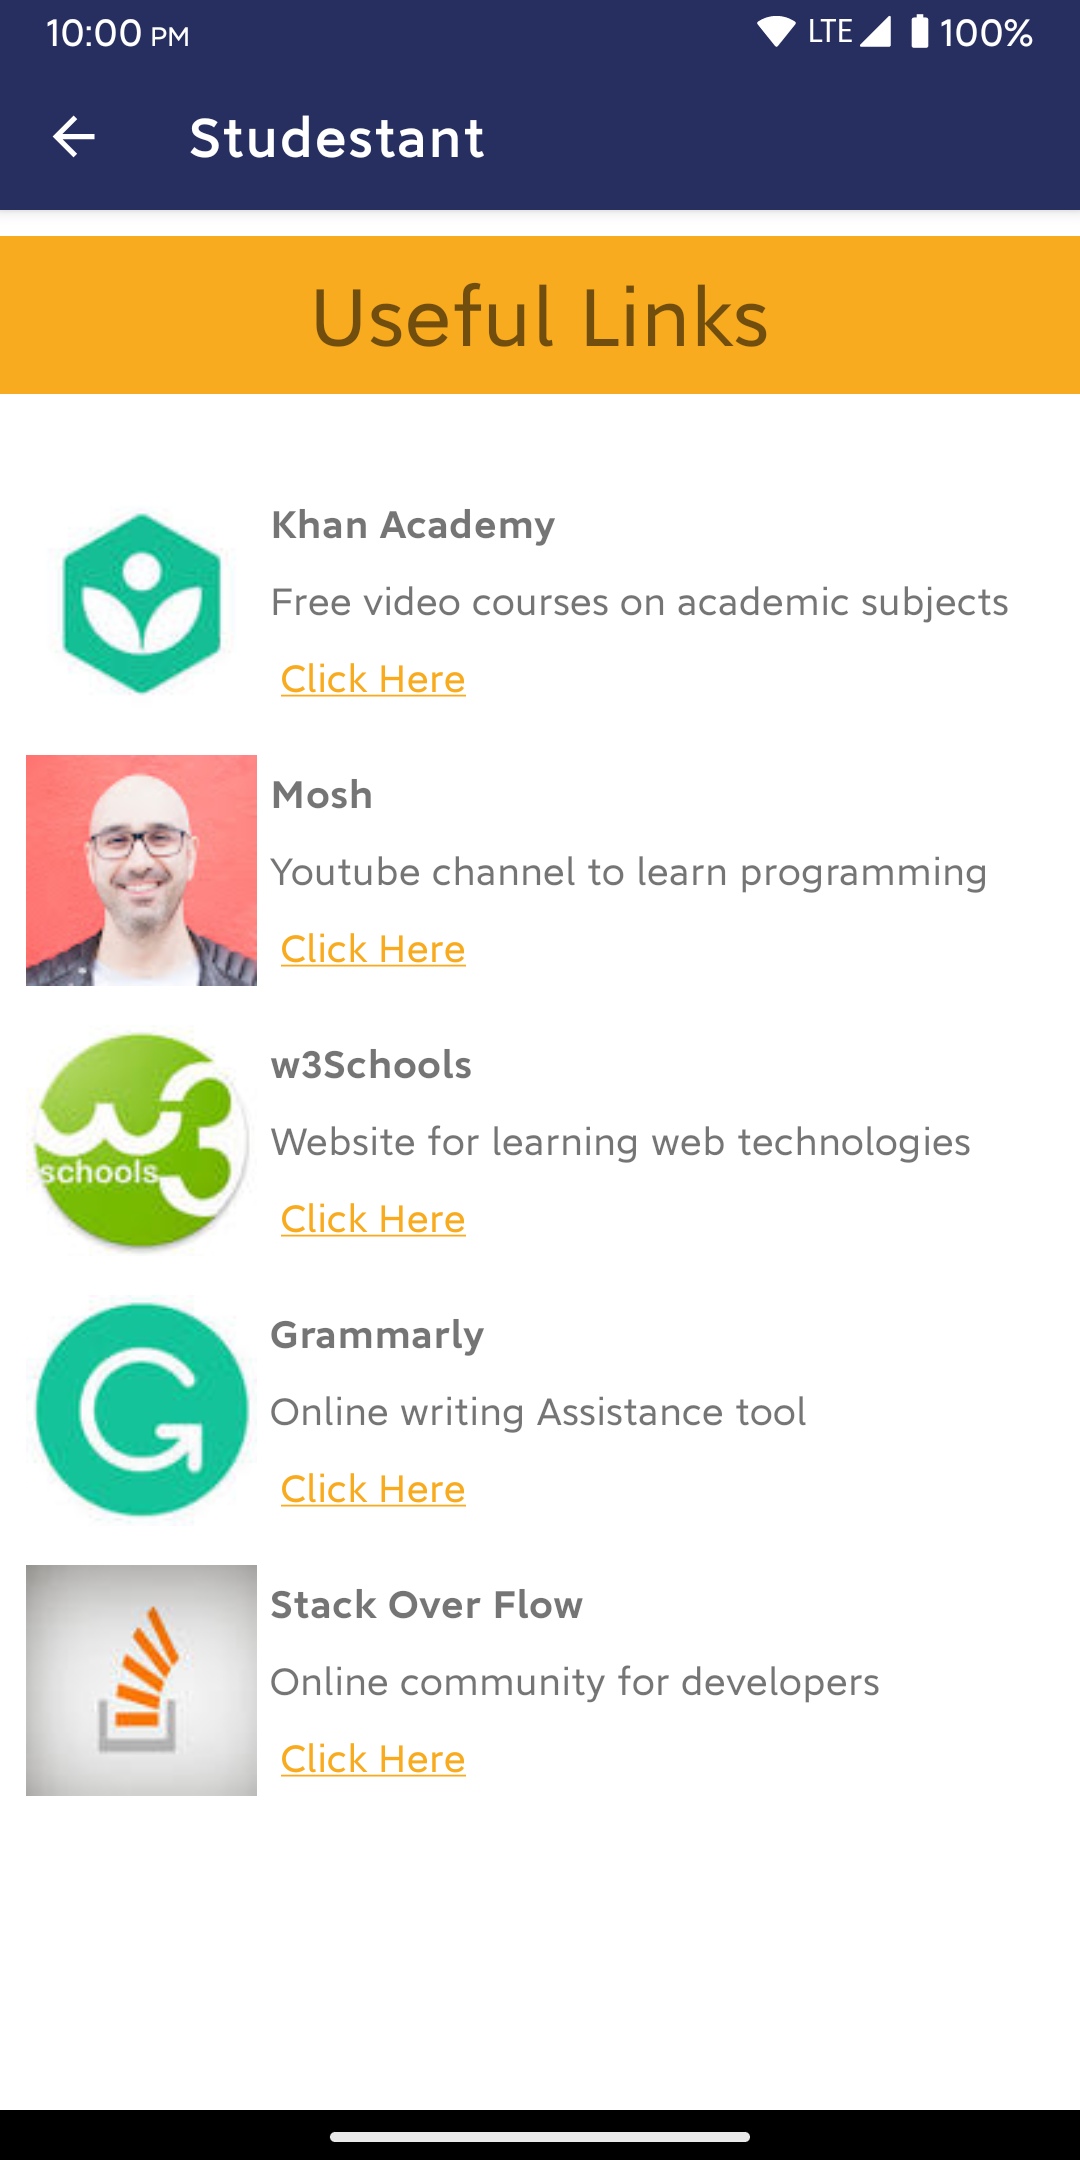 10:00 PM LTE 100%
Studestant
Useful Links
Khan Academy
Free video courses on academic subjects
Click Here
Mosh
Youtube channel to learn programming
Click Here
w3 schools
w3Schools
Website for learning web technologies
Click Here
Grammarly
Online writing Assistance tool
Click Here
Stack Over Flow
Online community for developers
Click Here